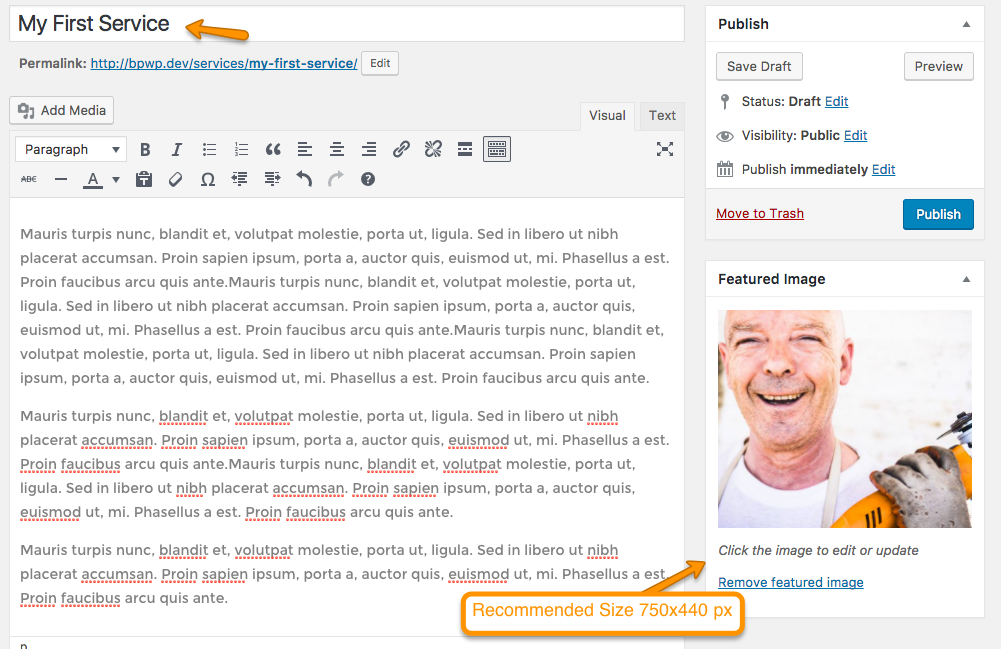 My First Service
Permalink: http://bpwp.dev/services/my-first-service/ Edit
Add Media
Visual Text
Paragraph B I
ABC A
Mauris turpis nunc, blandit et, volutpat molestie, porta ut, ligula. Sed in libero ut nibh
placerat accumsan. Proin sapien ipsum, porta a, auctor quis, euismod ut, mi. Phasellus a est.
Proin faucibus arcu quis ante.Mauris turpis nunc, blandit et, volutpat molestie, porta ut,
ligula. Sed in libero ut nibh placerat accumsan. Proin sapien ipsum, porta a, auctor quis,
euismod ut, mi. Phasellus a est. Proin faucibus arcu quis ante.Mauris turpis nunc, blandit et,
volutpat molestie, porta ut, ligula. Sed in libero ut nibh placerat accumsan. Proin sapien
ipsum, porta a, auctor quis, euismod ut, mi. Phasellus a est. Proin faucibus arcu quis ante.
Mauris turpis nunc, blandit et, volutpat molestie, porta ut, ligula. Sed in libero ut nibh
placerat accumsan. Proin sapien ipsum, porta a, auctor quis, euismod ut, mi. Phasellus a est.
Proin faucibus arcu quis ante.Mauris turpis nunc, blandit et, volutpat molestie, porta ut,
ligula. Sed in libero ut nibh placerat accumsan. Proin sapien ipsum, porta a, auctor quis,
euismod ut, mi. Phasellus a est. Proin faucibus arcu quis ante.
Mauris turpis nunc, blandit et, volutpat molestie, porta ut, ligula. Sed in libero ut nibh
placerat accumsan. Proin sapien ipsum, porta a, auctor quis, euismod ut, mi. Phasellus a est.
Proin faucibus arcu quis ante.
Publish
Save Draft Preview
Status: Draft Edit
Visibility: Public Edit
Publish immediately Edit
Move to Trash Publish
Featured Image
Click the image to edit or update
Remove featured image
Recommended Size 750x440 px